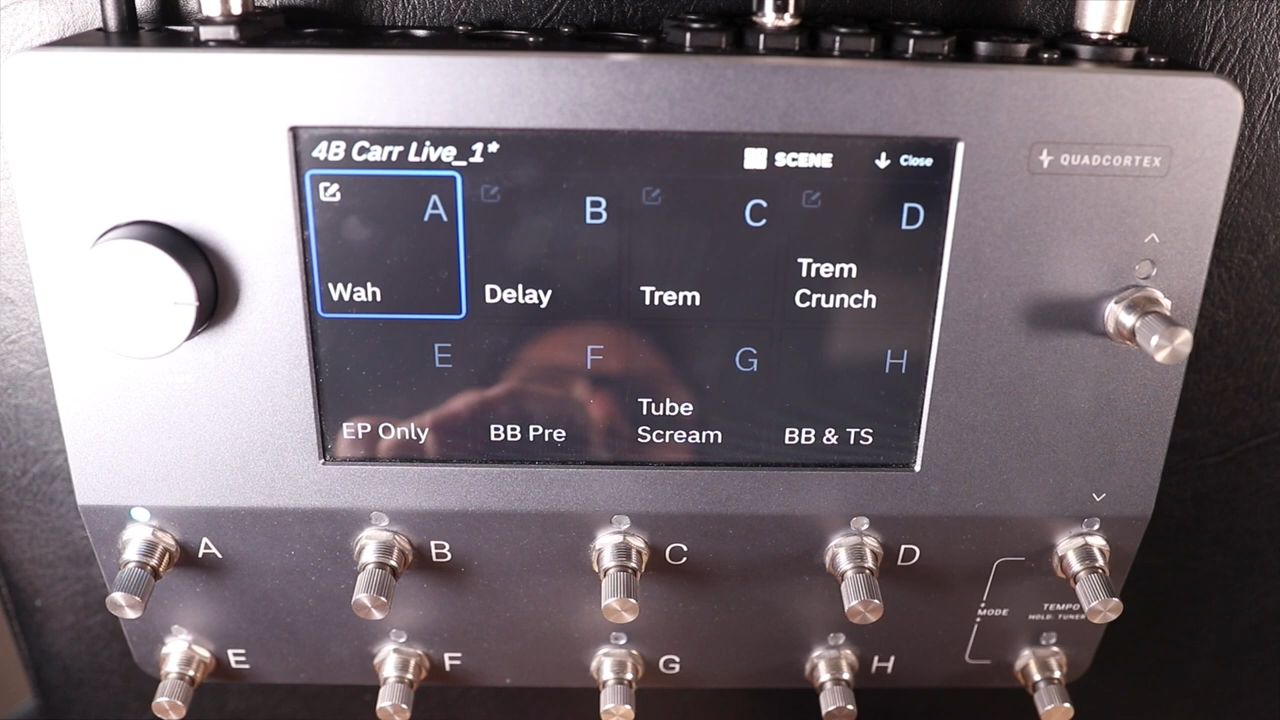 4B Carr Live_1*
SCENE
Close
QUADCORTEX
A
B
C
D
Wah
Delay
Trem
Trem
Crunch
E
F
G
H
EP Only
BB Pre
Tube
Scream
BB & TS
A
B
C
D
MODE
TEMPO
HOLD: TUNER
E
F
G
H